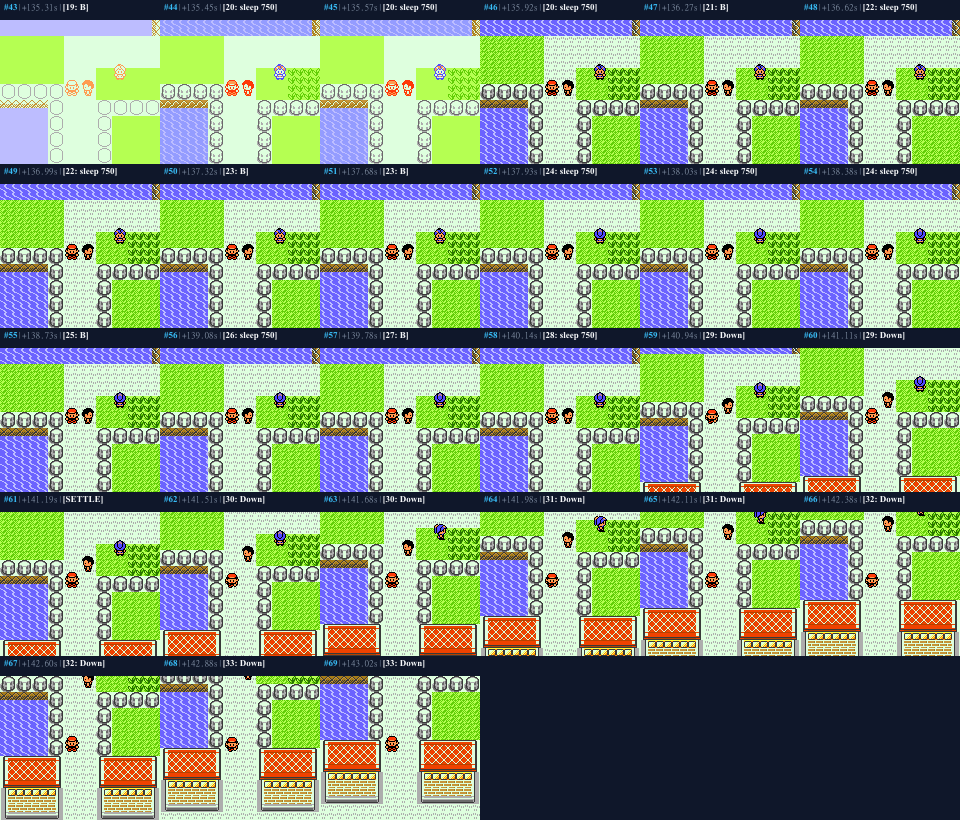 #43|+135.31s|[19: B]
#44|+135.45s|[20: sleep 750]
#45|+135.57s|[20: sleep 750]
#46|+135.92s|[20: sleep 750]
#47|+136.27s|[21: B]
#48|+136.62s|[22: sleep 750]
#49|+136.99s|[22: sleep 750]
#50|+137.32s|[23: B]
#51|+137.68s|[23: B]
#52|+137.93s|[24: sleep 750]
#53|+138.03s|[24: sleep 750]
#54|+138.38s|[24: sleep 750]
#55|+138.73s|[25: B]
#56|+139.08s|[26: sleep 750]
#57|+139.78s|[27: B]
#58|+140.14s|[28: sleep 750]
#59|+140.94s|[29: Down]
#60|+141.11s|[29: Down]
#61|+141.19s|[SETTLE]
#62|+141.51s|[30: Down]
#63|+141.68s|[30: Down]
#64|+141.98s|[31: Down]
#65|+142.11s|[31: Down]
#66|+142.38s|[32: Down]
#67|+142.60s|[32: Down]
#68|+142.88s|[33: Down]
#69|+143.02s|[33: Down]